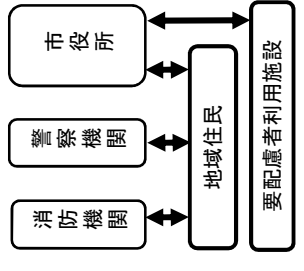 市役所
警察機関
消防機関
地域住民
要配慮者利用施設